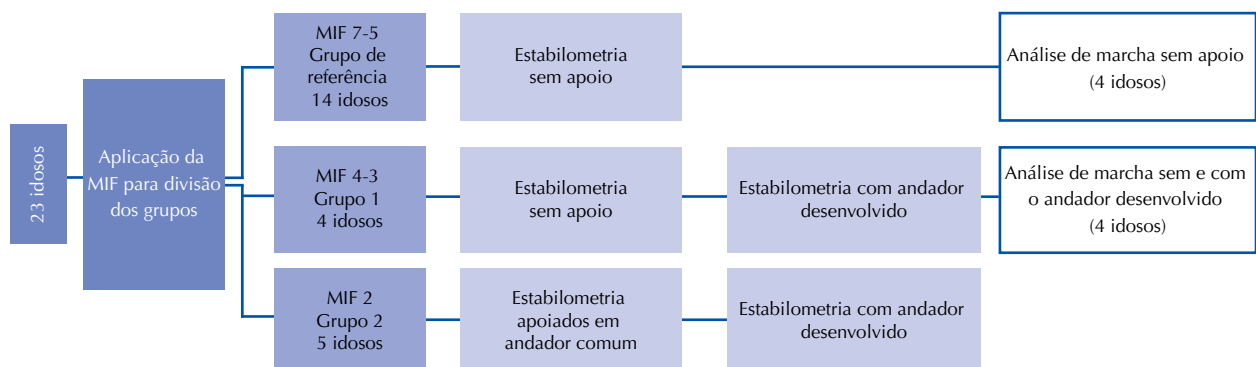 23 idosos
Aplicação da
MIF para divisão
dos grupos
MIF 7-5
Grupo de
referência
14 idosos
Estabilometria
sem apoio
Análise de marcha sem apoio
(4 idosos)
MIF 4-3
Grupo 1
4 idosos
Estabilometria
sem apoio
Estabilometria com andador
desenvolvido
Análise de marcha sem e com
o andador desenvolvido
(4 idosos)
MIF 2
Grupo 2
5 idosos
Estabilometria
apoiados em
andador comum
Estabilometria com andador
desenvolvido